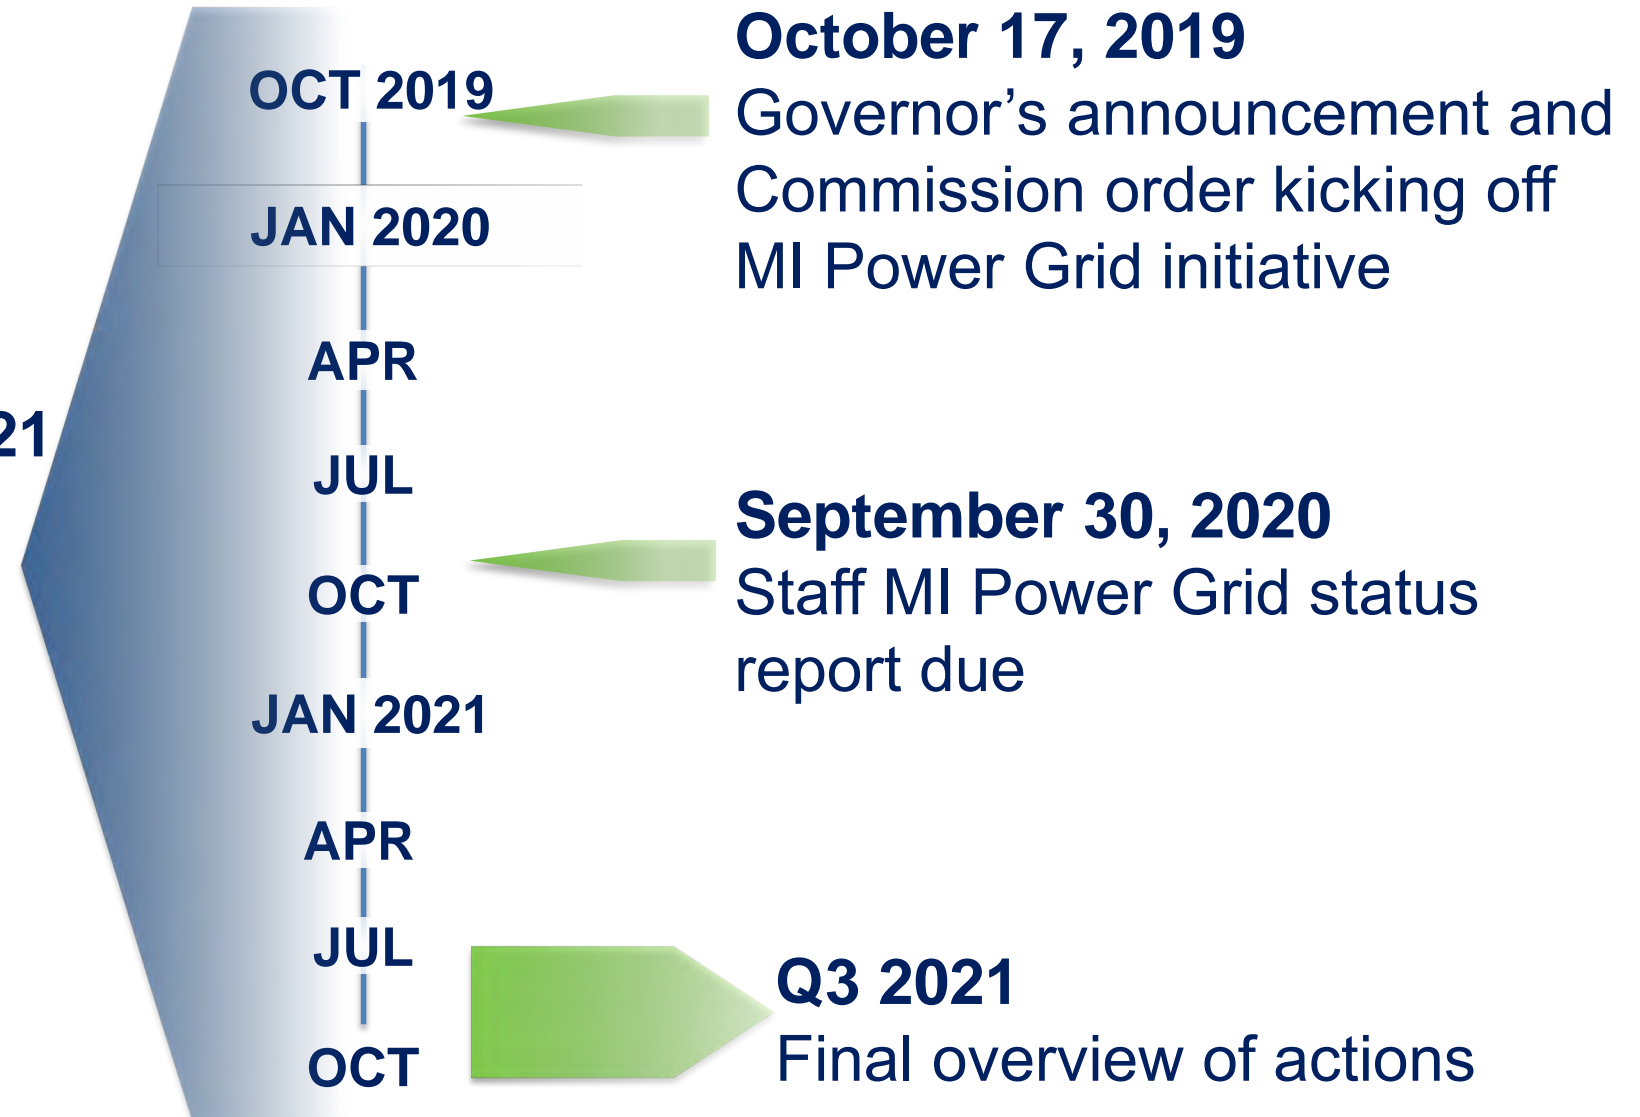 October 17, 2019
Governor’s announcement and
Commission order kicking off
MI Power Grid initiative
OCT 2019
JAN 2020
APR
21
JUL
September 30, 2020
Staff MI Power Grid status
report due
OCT
JAN 2021
APR
JUL
Q3 2021
Final overview of actions
OCT